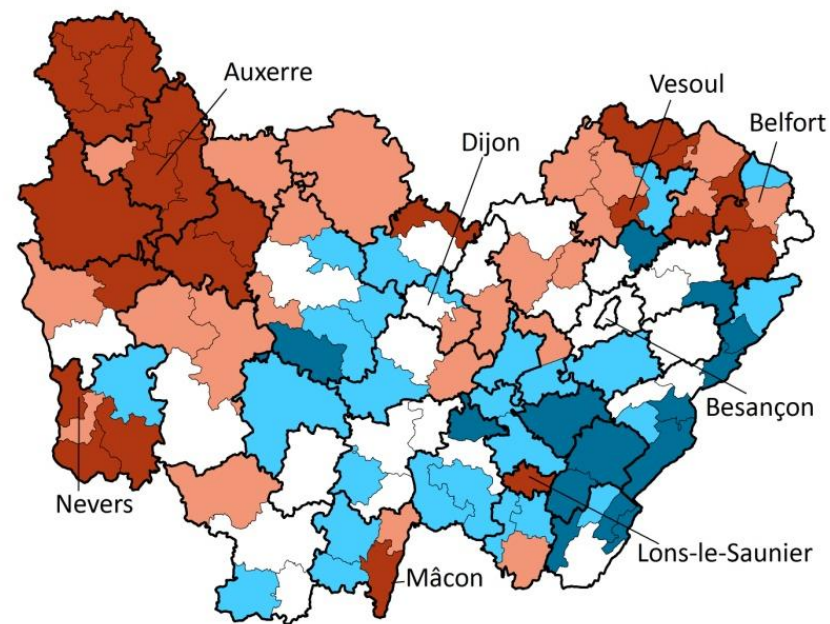 Auxerre
Vesoul
Belfort
Dijon
Besançon
Nevers
Lons-le-Saunier
Mâcon